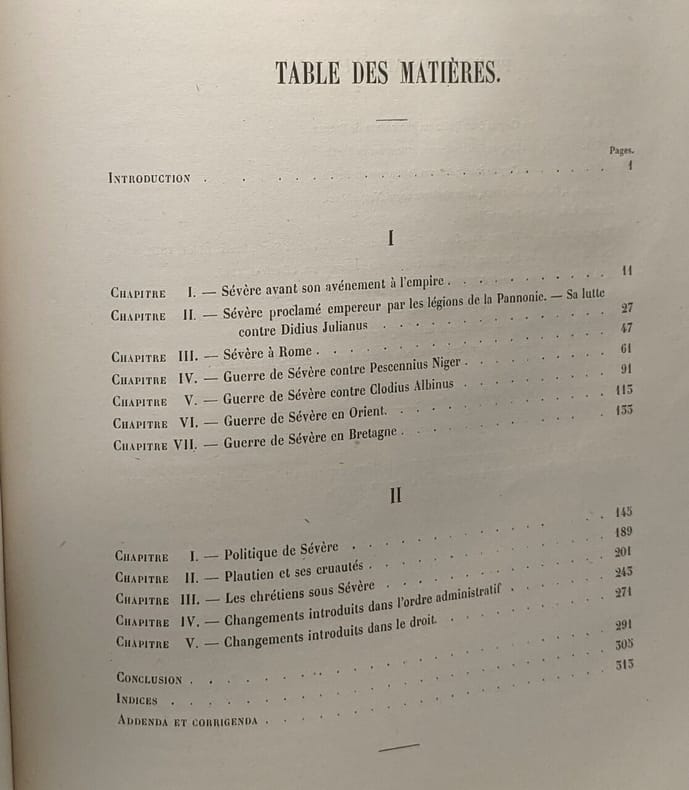 TABLE DES MATIÈRES.
Pages.
INTRODUCTION . . . . . . . . . . . . . . 1
I
CHAPITRE I. — Sévère avant son avénement à l'empire . . . . . . . . 11
CHAPITRE II. — Sévère proclamé empereur par les légions de la Pannonie. — Sa lutte
contre Didius Julianus . . . . . . . . . . 27
CHAPITRE III. — Sévère à Rome . . . . . . . . . . . . 47
CHAPITRE IV. — Guerre de Sévère contre Pescennius Niger . . . . . . . 61
CHAPITRE V. — Guerre de Sévère contre Clodius Albinus . . . . . . . 91
CHAPITRE VI. — Guerre de Sévère en Orient. . . . . . . . . . 113
CHAPITRE VII. — Guerre de Sévère en Bretagne . . . . . . . . . 133
II
CHAPITRE I. — Politique de Sévère . . . . . . . . . . . 145
CHAPITRE II. — Plautien et ses cruautés . . . . . . . . . . 189
CHAPITRE III. — Les chrétiens sous Sévère . . . . . . . . . . 201
CHAPITRE IV. — Changements introduits dans l'ordre administratif . . . . . 243
CHAPITRE V. — Changements introduits dans le droit. . . . . . . . 271
CONCLUSION . . . . . . . . . . . . . . 291
INDICES . . . . . . . . . . . . . . . 305
ADDENDA ET CORRIGENDA . . . . . . . . . . . . 313